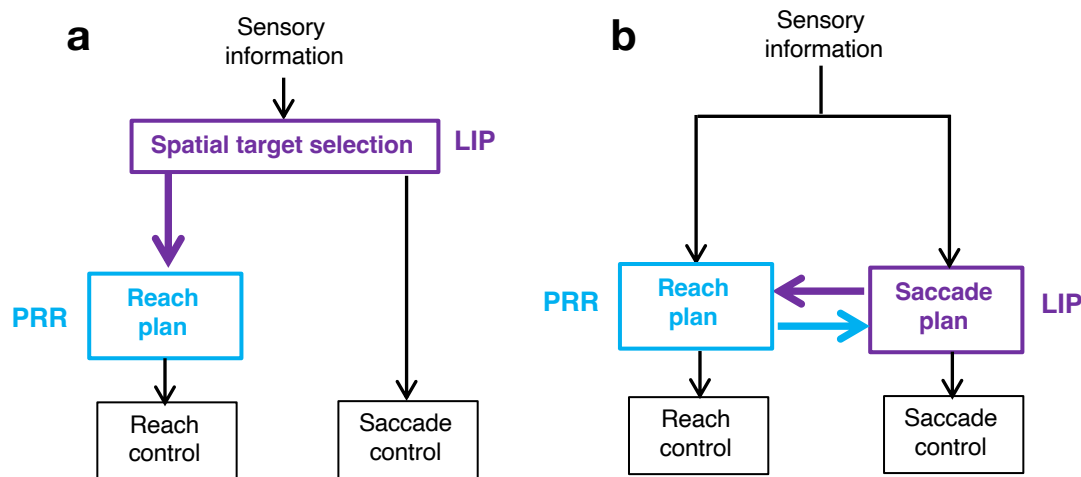 a
Sensory
information
Spatial target selection
LIP
PRR
Reach
plan
Reach
control
Saccade
control
b
Sensory
information
PRR
Reach
plan
Saccade
plan
LIP
Reach
control
Saccade
control